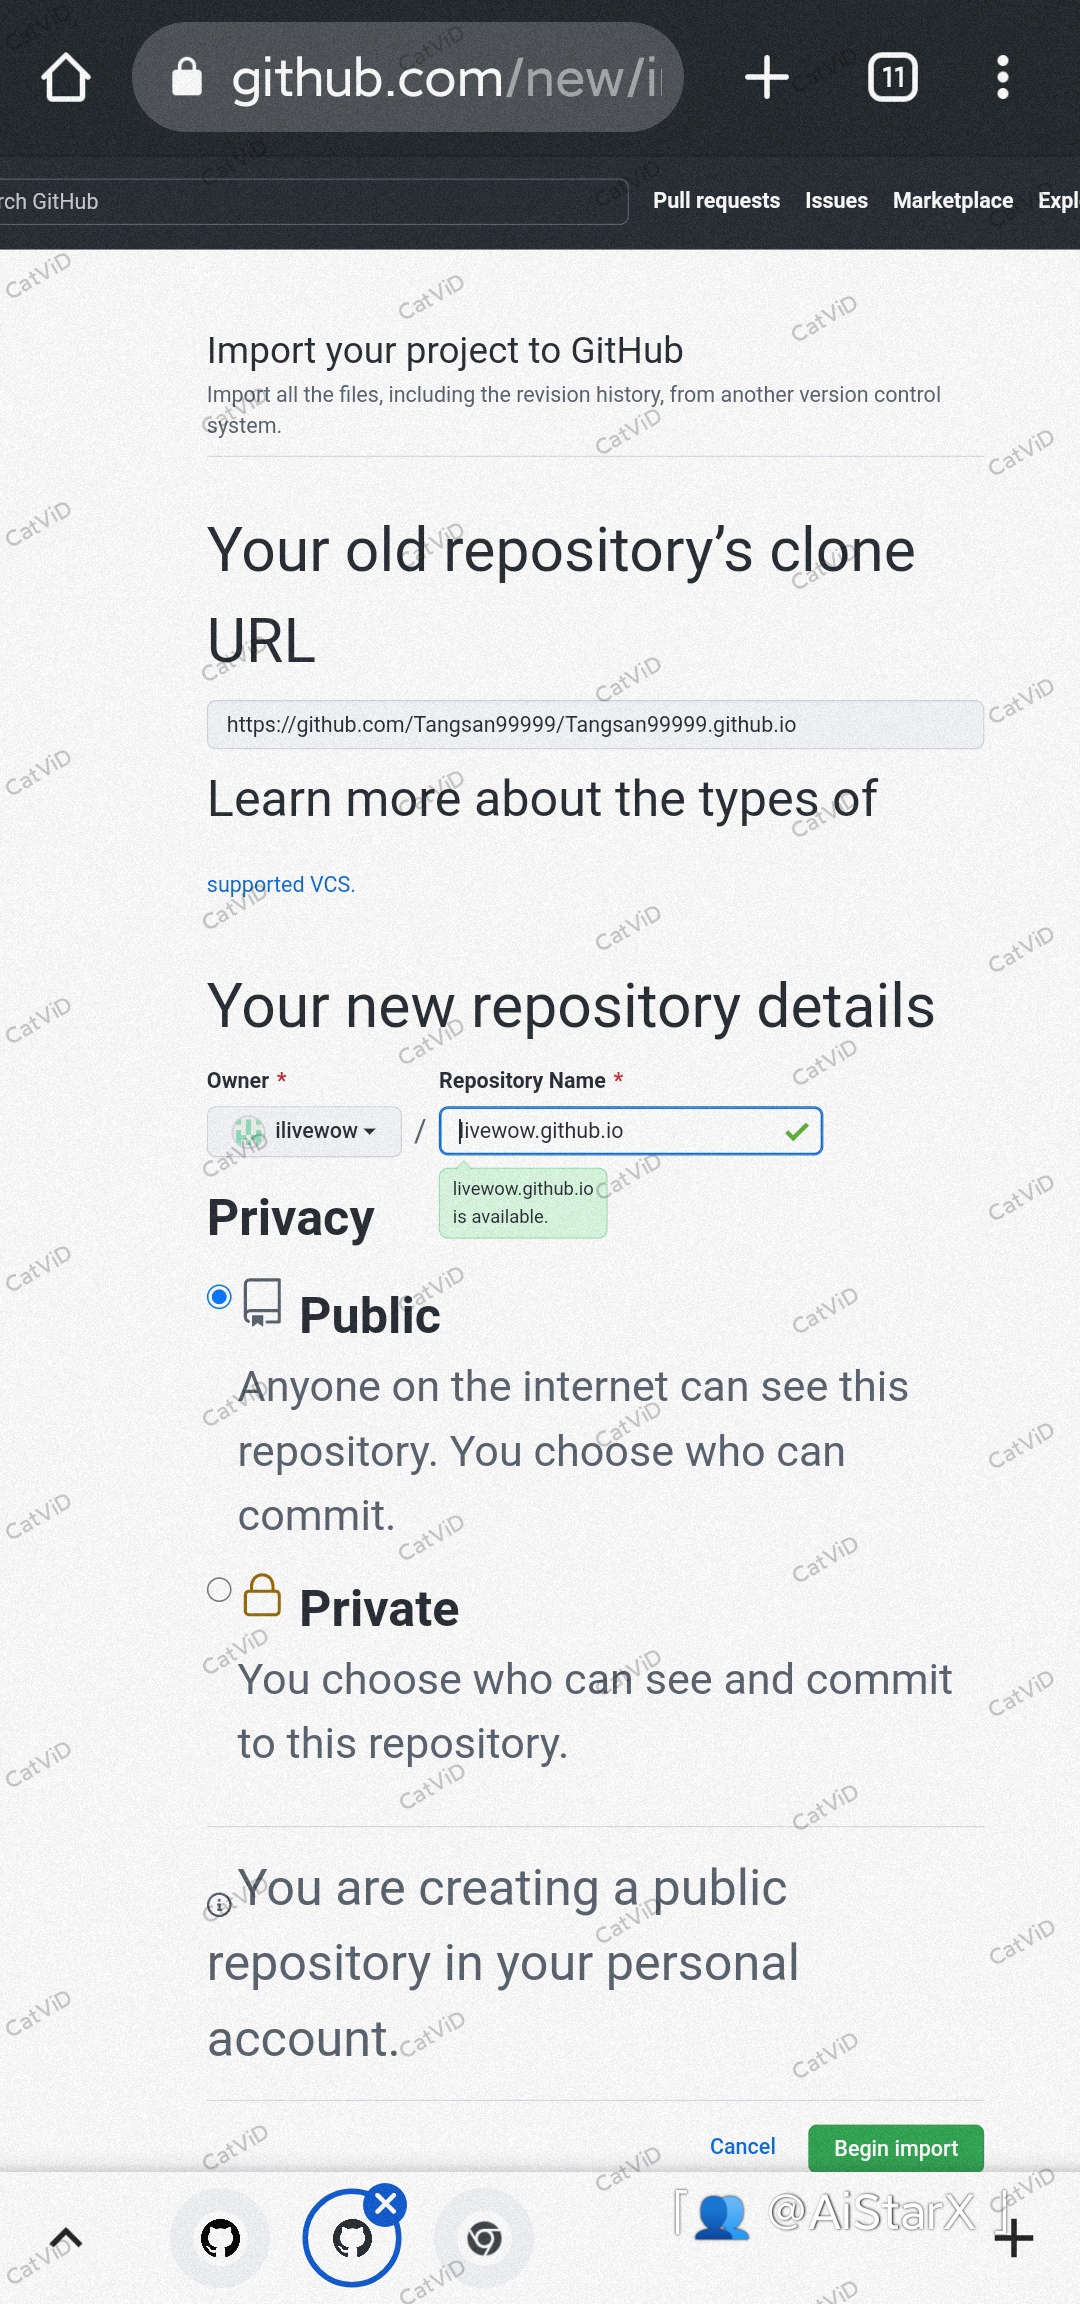 github.com/new/i
11
rch GitHub
Pull requests Issues Marketplace Expl
Import your project to GitHub
Import all the files, including the revision history, from another version control
system.
Your old repository’s clone
URL
https://github.com/Tangsan99999/Tangsan99999.github.io
Learn more about the types of
supported VCS.
Your new repository details
Owner * Repository Name *
ilivewow / livewow.github.io
livewow.github.io
is available.
Privacy
Public
Anyone on the internet can see this
repository. You choose who can
commit.
Private
You choose who can see and commit
to this repository.
You are creating a public
repository in your personal
account.
Cancel Begin import
「👥 @AiStarX 」
CatViD